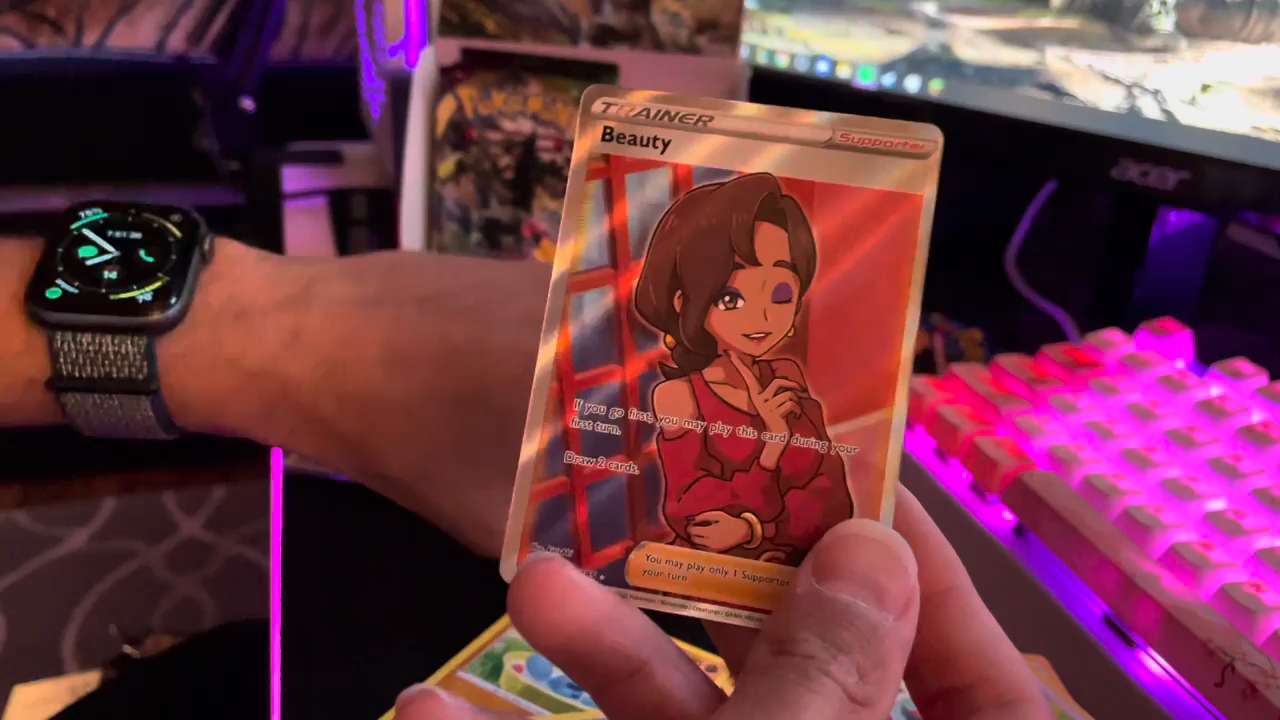 Pokémon
acer
TRAINER
Supporter
Beauty
If you go first, you may play this card during your
first turn.
Draw 2 cards.
You may play only 1 Supporter
your turn